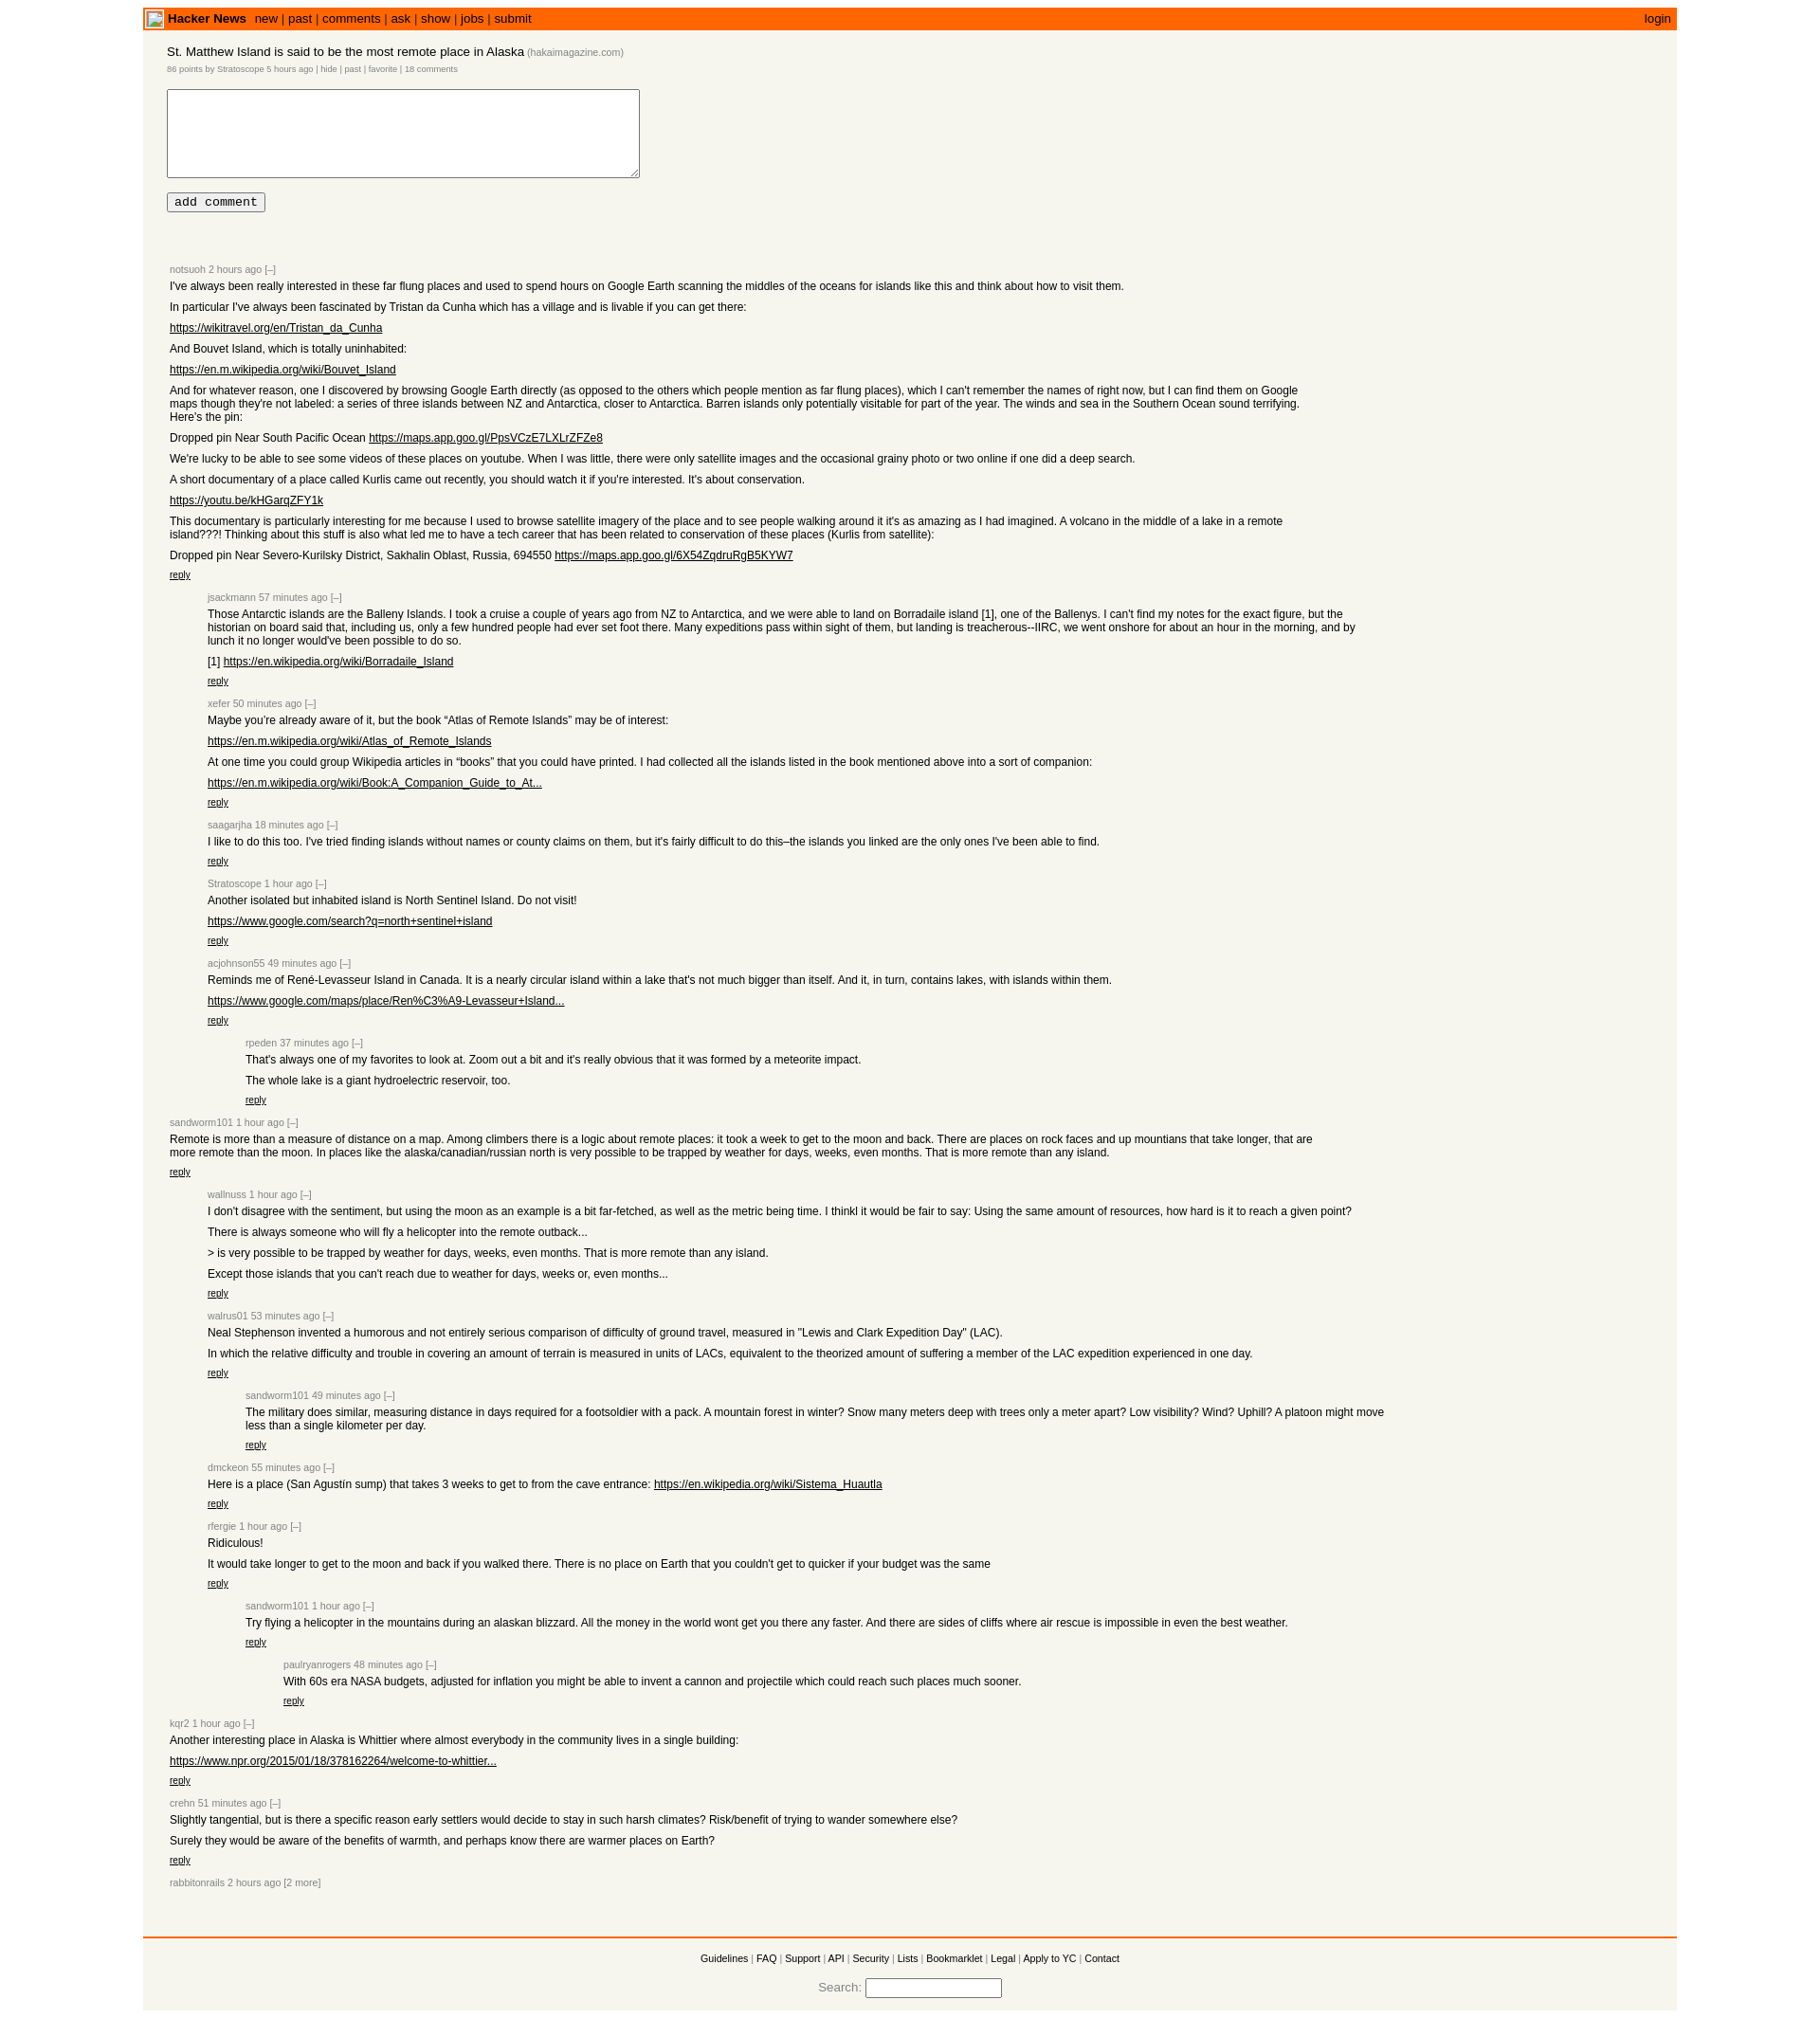 Hacker News new | past | comments | ask | show | jobs | submit login
St. Matthew Island is said to be the most remote place in Alaska (hakaimagazine.com)
86 points by Stratoscope 5 hours ago | hide | past | favorite | 18 comments
add comment
notsuoh 2 hours ago [–]
I've always been really interested in these far flung places and used to spend hours on Google Earth scanning the middles of the oceans for islands like this and think about how to visit them.
In particular I've always been fascinated by Tristan da Cunha which has a village and is livable if you can get there:
https://wikitravel.org/en/Tristan_da_Cunha
And Bouvet Island, which is totally uninhabited:
https://en.m.wikipedia.org/wiki/Bouvet_Island
And for whatever reason, one I discovered by browsing Google Earth directly (as opposed to the others which people mention as far flung places), which I can't remember the names of right now, but I can find them on Google
maps though they're not labeled: a series of three islands between NZ and Antarctica, closer to Antarctica. Barren islands only potentially visitable for part of the year. The winds and sea in the Southern Ocean sound terrifying.
Here's the pin:
Dropped pin Near South Pacific Ocean https://maps.app.goo.gl/PpsVCzE7LXLrZFZe8
We're lucky to be able to see some videos of these places on youtube. When I was little, there were only satellite images and the occasional grainy photo or two online if one did a deep search.
A short documentary of a place called Kurlis came out recently, you should watch it if you're interested. It's about conservation.
https://youtu.be/kHGarqZFY1k
This documentary is particularly interesting for me because I used to browse satellite imagery of the place and to see people walking around it it's as amazing as I had imagined. A volcano in the middle of a lake in a remote
island???! Thinking about this stuff is also what led me to have a tech career that has been related to conservation of these places (Kurlis from satellite):
Dropped pin Near Severo-Kurilsky District, Sakhalin Oblast, Russia, 694550 https://maps.app.goo.gl/6X54ZqdruRgB5KYW7
reply
jsackmann 57 minutes ago [–]
Those Antarctic islands are the Balleny Islands. I took a cruise a couple of years ago from NZ to Antarctica, and we were able to land on Borradaile island [1], one of the Ballenys. I can't find my notes for the exact figure, but the
historian on board said that, including us, only a few hundred people had ever set foot there. Many expeditions pass within sight of them, but landing is treacherous--IIRC, we went onshore for about an hour in the morning, and by
lunch it no longer would've been possible to do so.
[1] https://en.wikipedia.org/wiki/Borradaile_Island
reply
xefer 50 minutes ago [–]
Maybe you’re already aware of it, but the book “Atlas of Remote Islands” may be of interest:
https://en.m.wikipedia.org/wiki/Atlas_of_Remote_Islands
At one time you could group Wikipedia articles in “books” that you could have printed. I had collected all the islands listed in the book mentioned above into a sort of companion:
https://en.m.wikipedia.org/wiki/Book:A_Companion_Guide_to_At...
reply
saagarjha 18 minutes ago [–]
I like to do this too. I've tried finding islands without names or county claims on them, but it's fairly difficult to do this–the islands you linked are the only ones I've been able to find.
reply
Stratoscope 1 hour ago [–]
Another isolated but inhabited island is North Sentinel Island. Do not visit!
https://www.google.com/search?q=north+sentinel+island
reply
acjohnson55 49 minutes ago [–]
Reminds me of René-Levasseur Island in Canada. It is a nearly circular island within a lake that's not much bigger than itself. And it, in turn, contains lakes, with islands within them.
https://www.google.com/maps/place/Ren%C3%A9-Levasseur+Island...
reply
rpeden 37 minutes ago [–]
That's always one of my favorites to look at. Zoom out a bit and it's really obvious that it was formed by a meteorite impact.
The whole lake is a giant hydroelectric reservoir, too.
reply
sandworm101 1 hour ago [–]
Remote is more than a measure of distance on a map. Among climbers there is a logic about remote places: it took a week to get to the moon and back. There are places on rock faces and up mountians that take longer, that are
more remote than the moon. In places like the alaska/canadian/russian north is very possible to be trapped by weather for days, weeks, even months. That is more remote than any island.
reply
wallnuss 1 hour ago [–]
I don't disagree with the sentiment, but using the moon as an example is a bit far-fetched, as well as the metric being time. I thinkl it would be fair to say: Using the same amount of resources, how hard is it to reach a given point?
There is always someone who will fly a helicopter into the remote outback...
> is very possible to be trapped by weather for days, weeks, even months. That is more remote than any island.
Except those islands that you can't reach due to weather for days, weeks or, even months...
reply
walrus01 53 minutes ago [–]
Neal Stephenson invented a humorous and not entirely serious comparison of difficulty of ground travel, measured in "Lewis and Clark Expedition Day" (LAC).
In which the relative difficulty and trouble in covering an amount of terrain is measured in units of LACs, equivalent to the theorized amount of suffering a member of the LAC expedition experienced in one day.
reply
sandworm101 49 minutes ago [–]
The military does similar, measuring distance in days required for a footsoldier with a pack. A mountain forest in winter? Snow many meters deep with trees only a meter apart? Low visibility? Wind? Uphill? A platoon might move
less than a single kilometer per day.
reply
dmckeon 55 minutes ago [–]
Here is a place (San Agustín sump) that takes 3 weeks to get to from the cave entrance: https://en.wikipedia.org/wiki/Sistema_Huautla
reply
rfergie 1 hour ago [–]
Ridiculous!
It would take longer to get to the moon and back if you walked there. There is no place on Earth that you couldn't get to quicker if your budget was the same
reply
sandworm101 1 hour ago [–]
Try flying a helicopter in the mountains during an alaskan blizzard. All the money in the world wont get you there any faster. And there are sides of cliffs where air rescue is impossible in even the best weather.
reply
paulryanrogers 48 minutes ago [–]
With 60s era NASA budgets, adjusted for inflation you might be able to invent a cannon and projectile which could reach such places much sooner.
reply
kqr2 1 hour ago [–]
Another interesting place in Alaska is Whittier where almost everybody in the community lives in a single building:
https://www.npr.org/2015/01/18/378162264/welcome-to-whittier...
reply
crehn 51 minutes ago [–]
Slightly tangential, but is there a specific reason early settlers would decide to stay in such harsh climates? Risk/benefit of trying to wander somewhere else?
Surely they would be aware of the benefits of warmth, and perhaps know there are warmer places on Earth?
reply
rabbitonrails 2 hours ago [2 more]
Guidelines | FAQ | Support | API | Security | Lists | Bookmarklet | Legal | Apply to YC | Contact
Search: